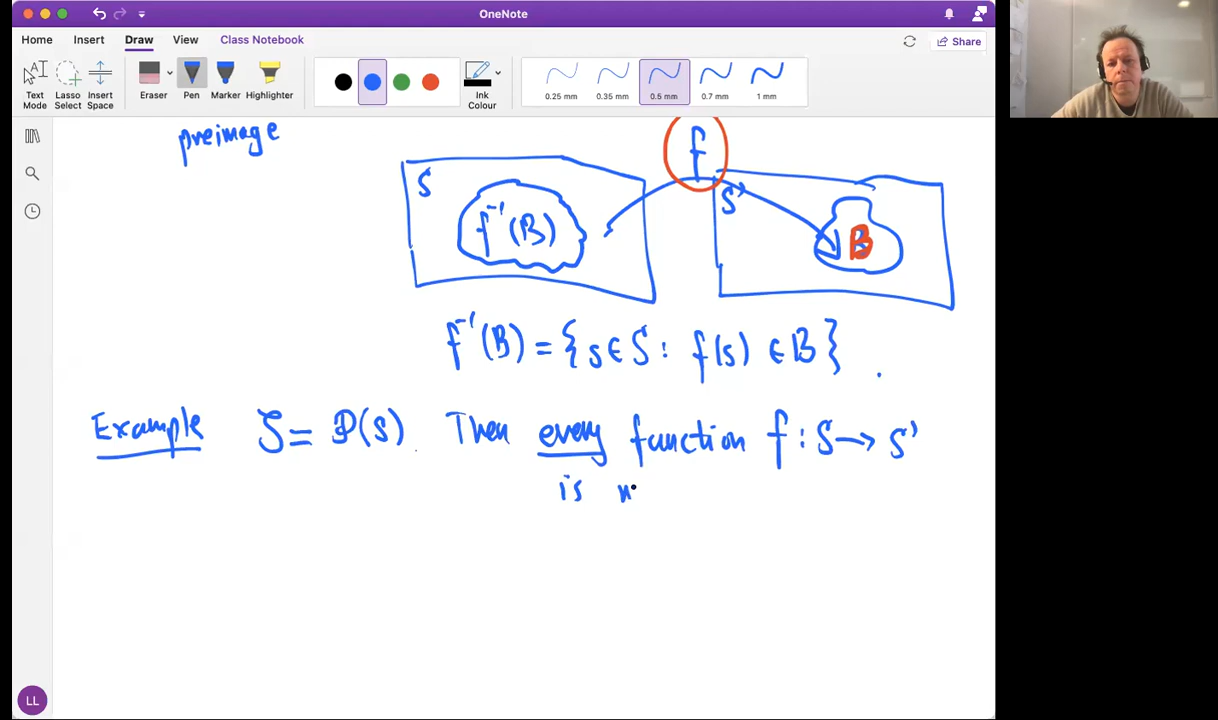 OneNote
Home Insert Draw View Class Notebook
Share
Text Mode
Lasso Select
Insert Space
Eraser
Pen
Marker
Highlighter
Ink Colour
0.25 mm
0.35 mm
0.5 mm
0.7 mm
1 mm
preimage
f
S
S'
f⁻¹(B)
B
f⁻¹(B) = {s ∈ S : f(s) ∈ B} .
Example 𝒮 = P(S). Then every function f : S → S'
is
LL